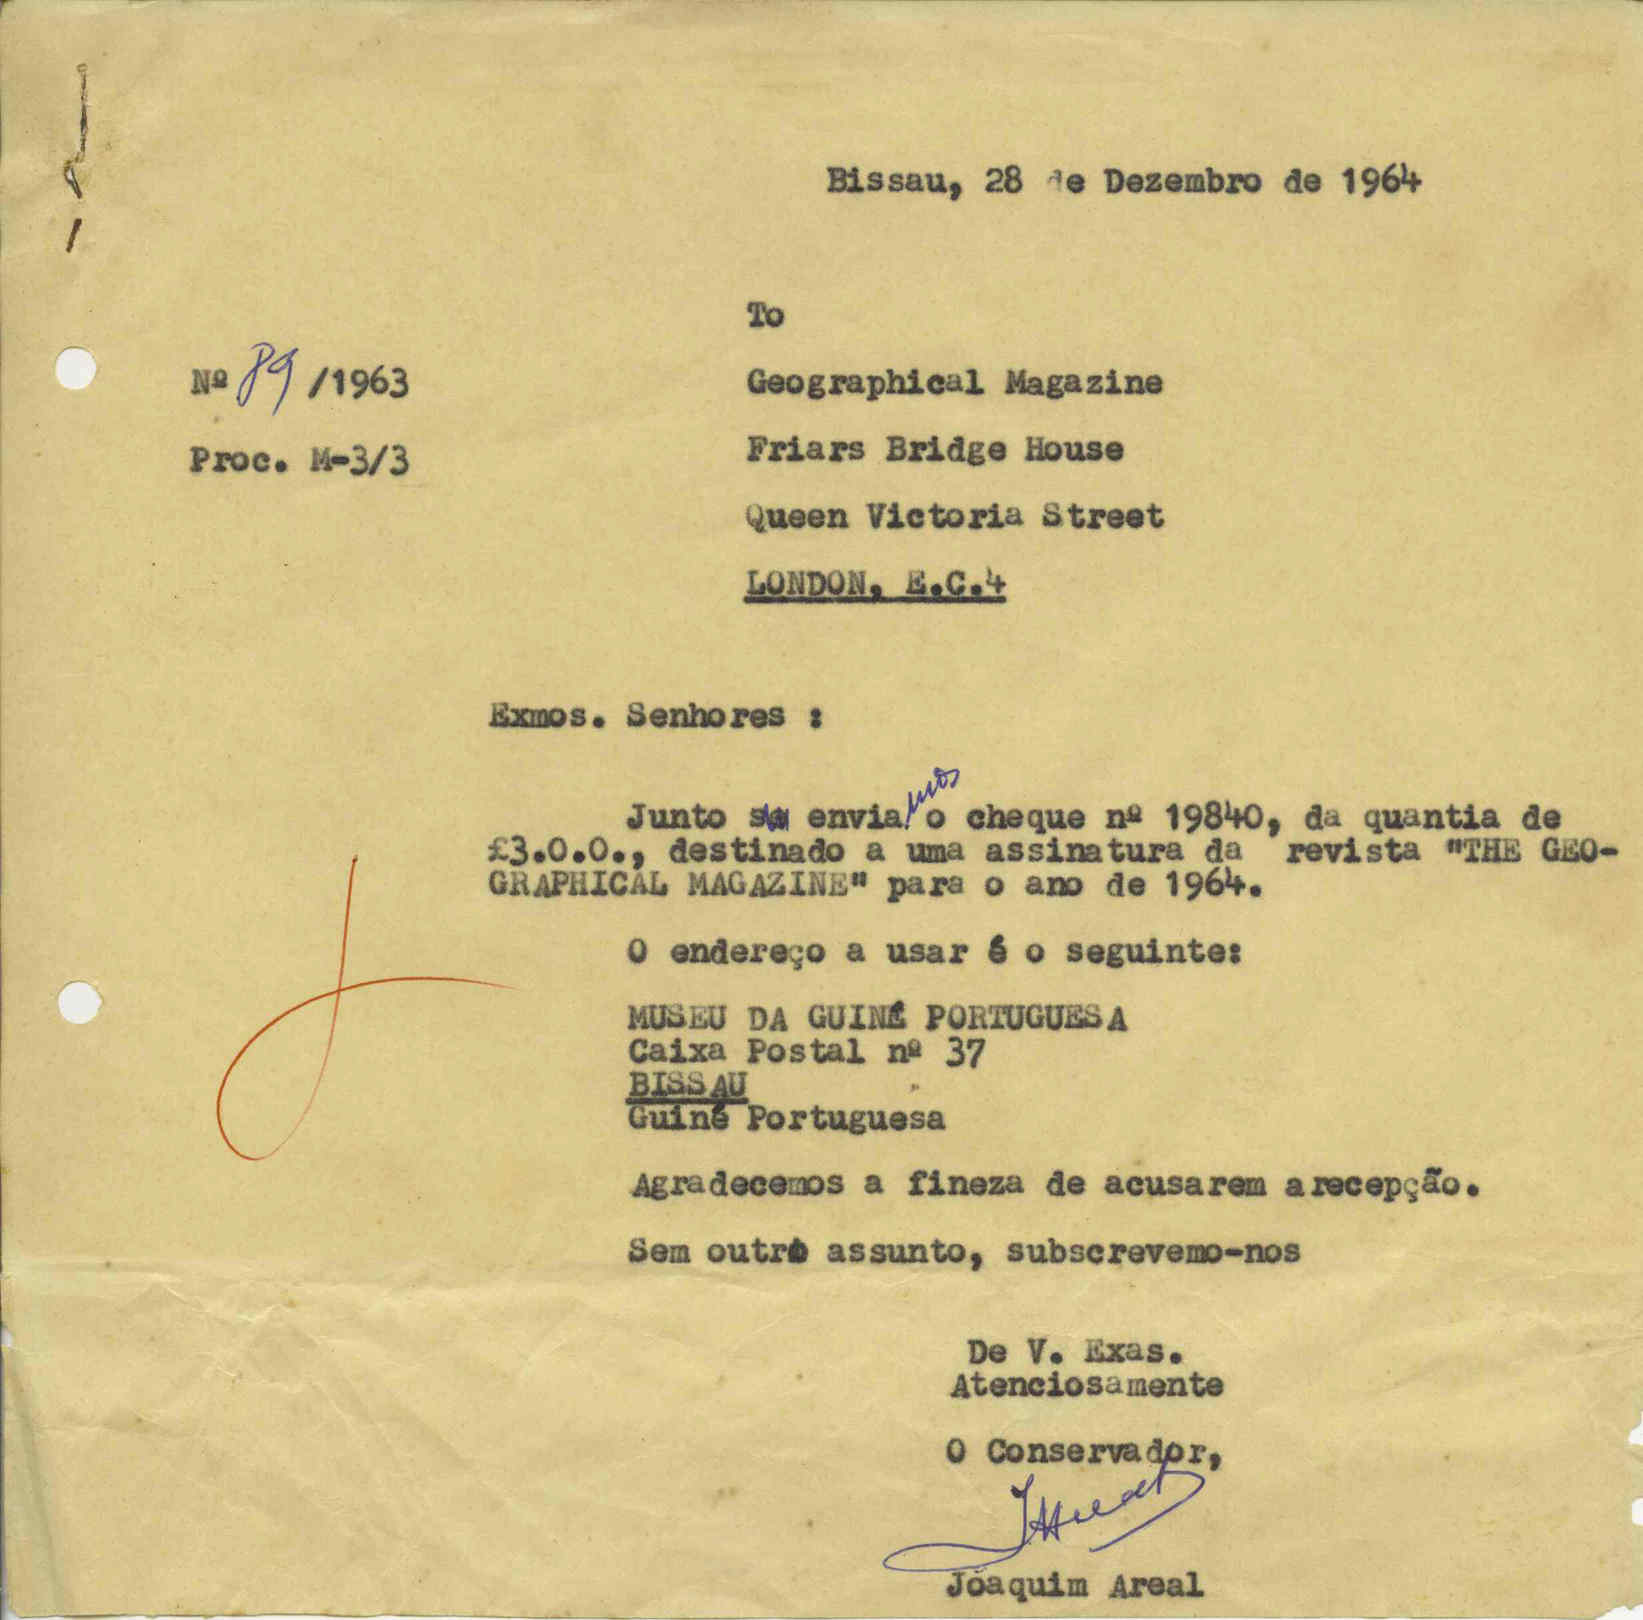 Bissau, 28 de Dezembro de 1964
To
Nº 89 /1963
Geographical Magazine
Proc. M-3/3
Friars Bridge House
Queen Victoria Street
LONDON, E.C.4
Exmos. Senhores :
Junto enviamos o cheque nº 19840, da quantia de
£3.0.0., destinado a uma assinatura da revista "THE GEO-
GRAPHICAL MAGAZINE" para o ano de 1964.
O endereço a usar é o seguinte:
MUSEU DA GUINÉ PORTUGUESA
Caixa Postal nº 37
BISSAU
Guiné Portuguesa
Agradecemos a fineza de acusarem a recepção.
Sem outro assunto, subscrevemo-nos
De V. Exas.
Atenciosamente
O Conservador,
Joaquim Areal